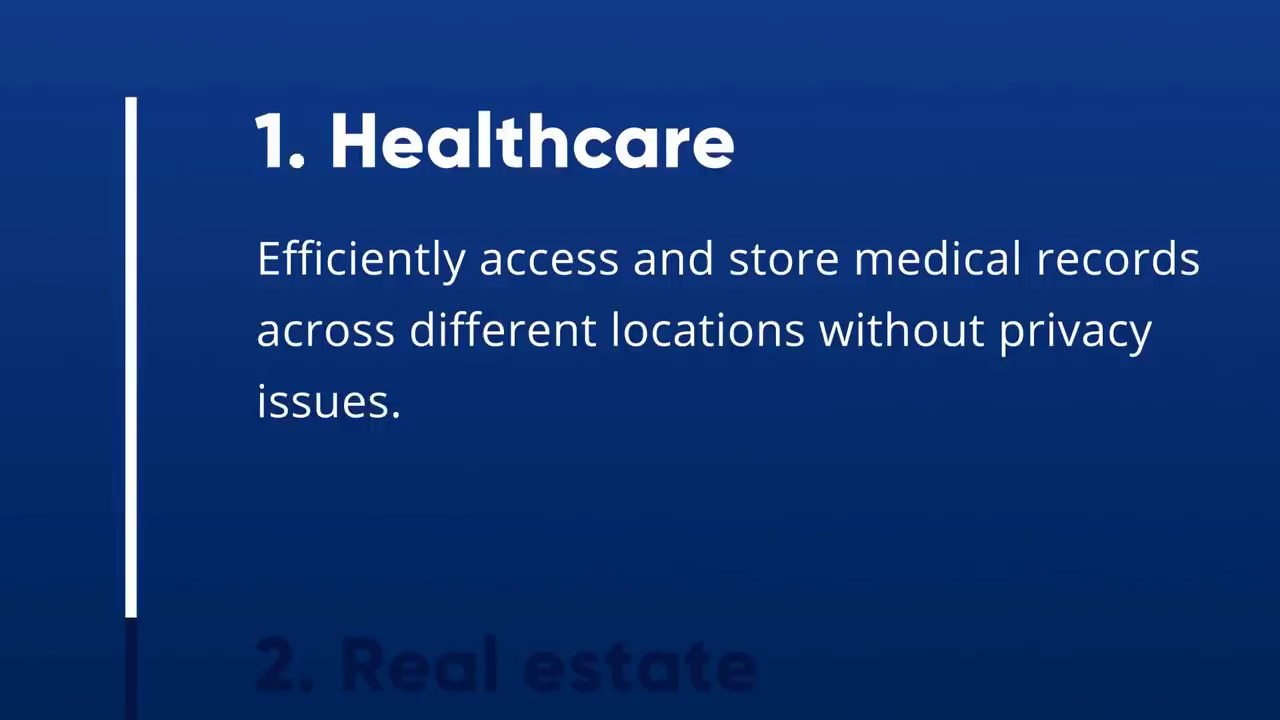 1. Healthcare
Efficiently access and store medical records
across different locations without privacy
issues.
2. Real estate